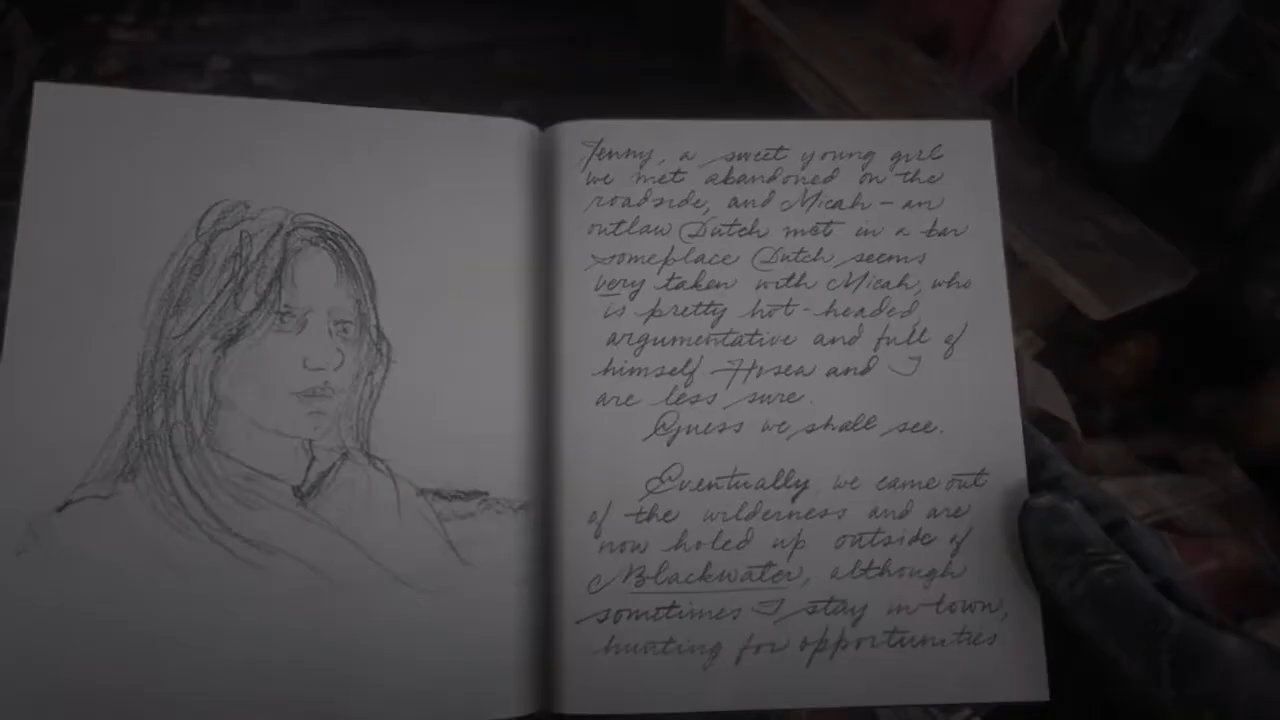 Jenny, a sweet young girl
we met abandoned on the
roadside, and Micah - an
outlaw Dutch met in a bar
someplace Dutch seems
very taken with Micah, who
is pretty hot-headed,
argumentative and full of
himself Hosea and I
are less sure.
Guess we shall see.
Eventually we came out
of the wilderness and are
now holed up outside of
Blackwater, although
sometimes I stay in town,
hunting for opportunities.